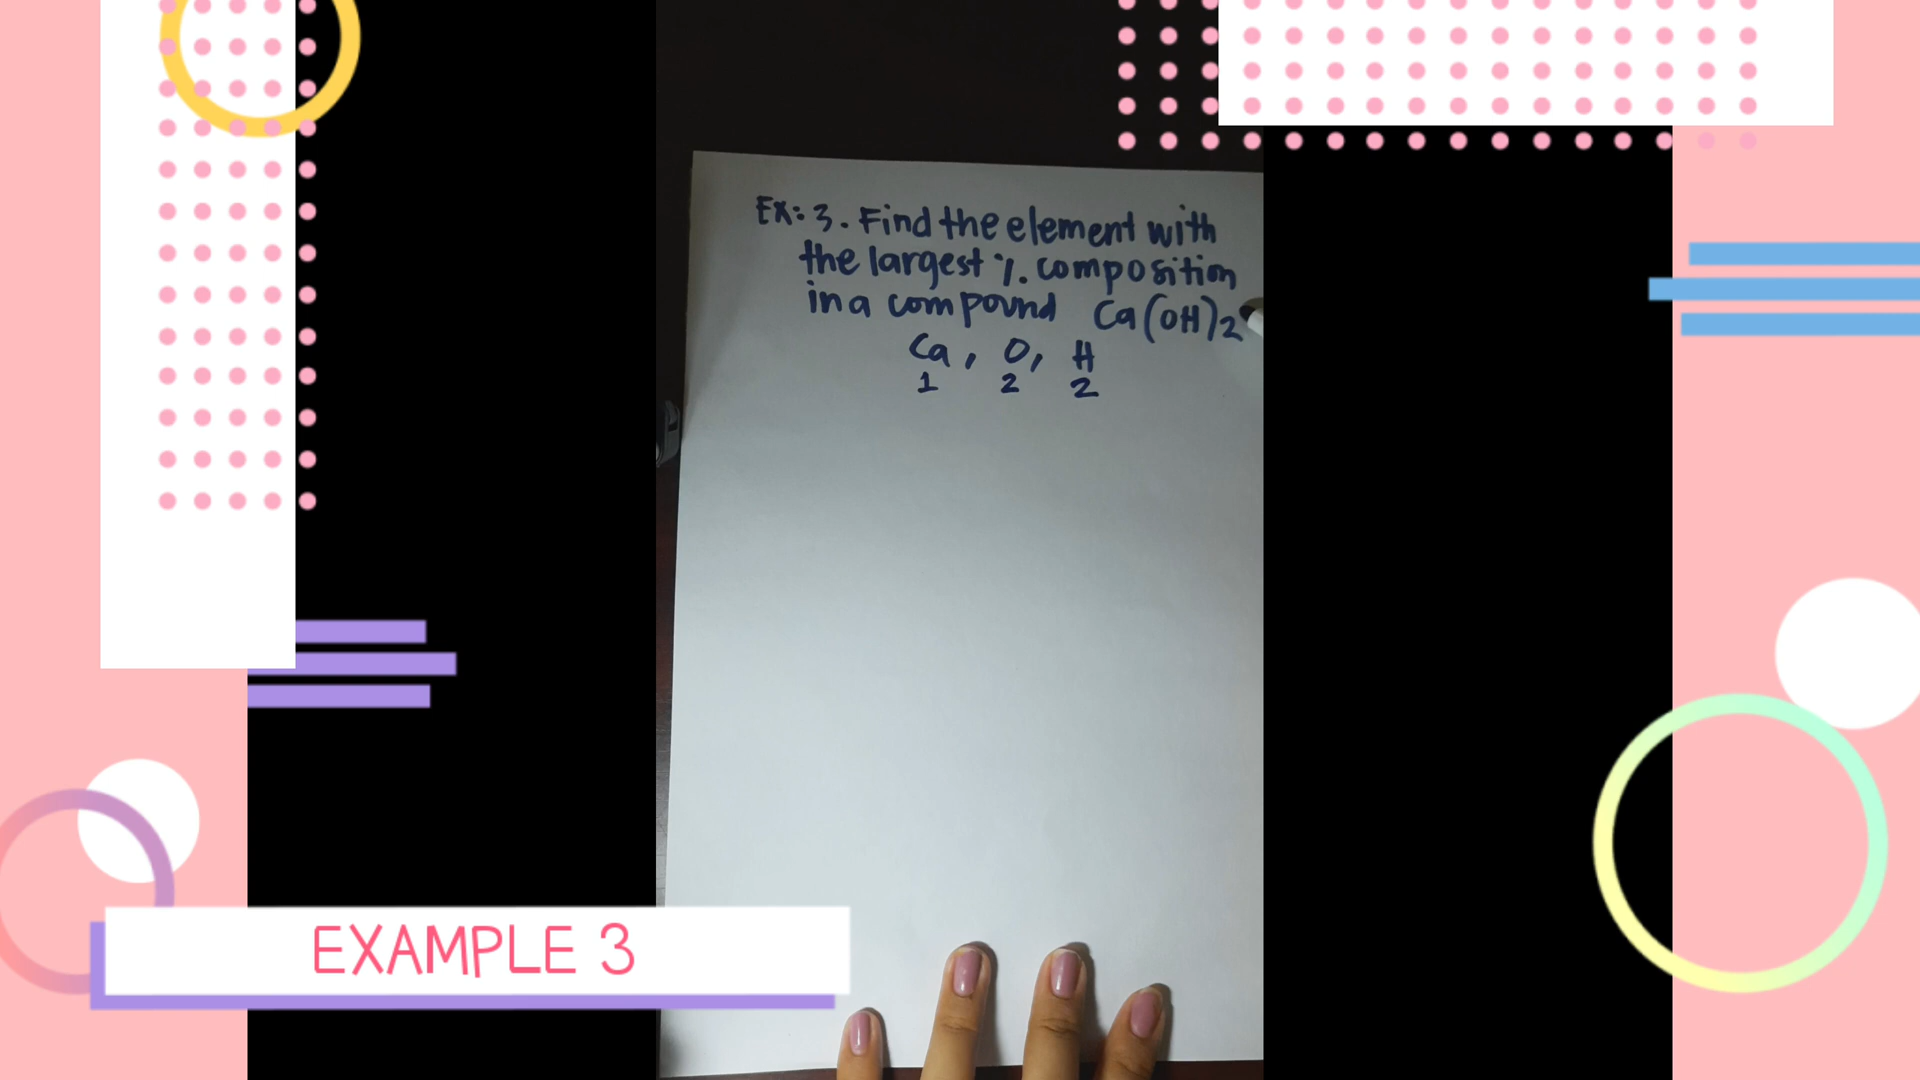 Ex: 3. Find the element with
the largest %. composition
in a compound Ca(OH)2
Ca, O, H
1 2 2
EXAMPLE 3